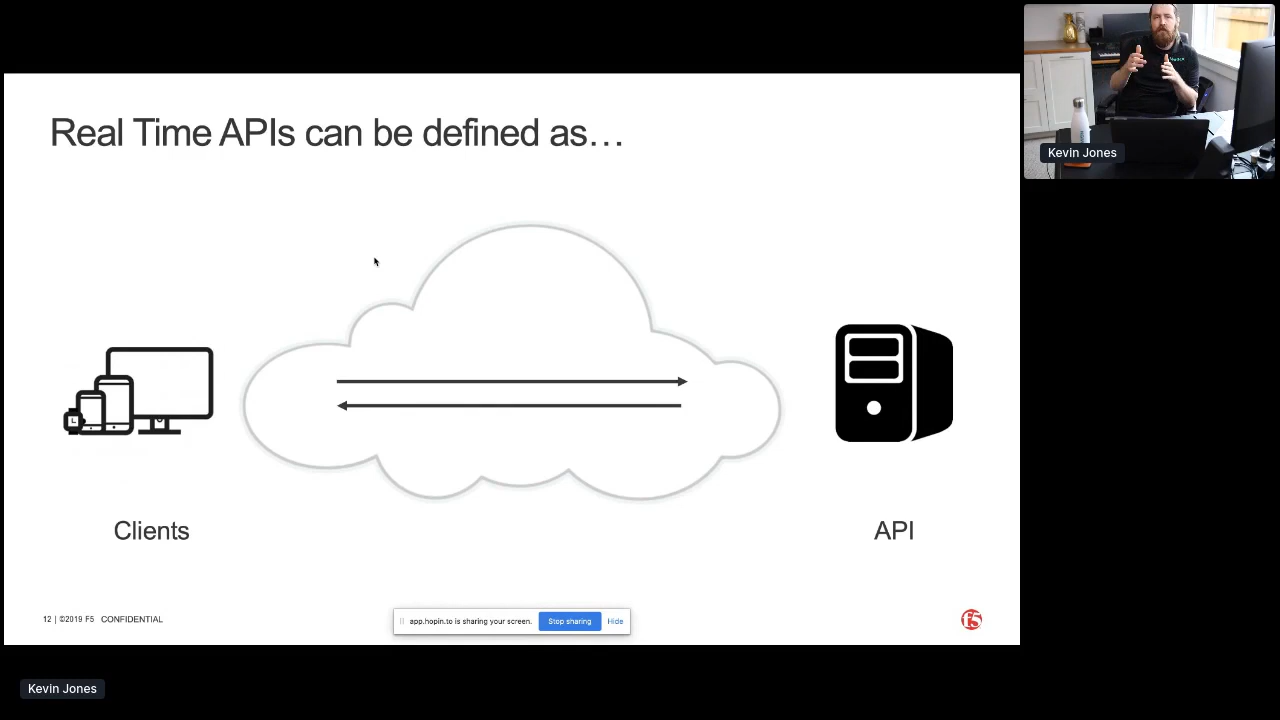 Real Time APIs can be defined as…
Kevin Jones
Clients
API
12 | ©2019 F5 CONFIDENTIAL
app.hopin.to is sharing your screen.
Stop sharing
Hide
f5
Kevin Jones